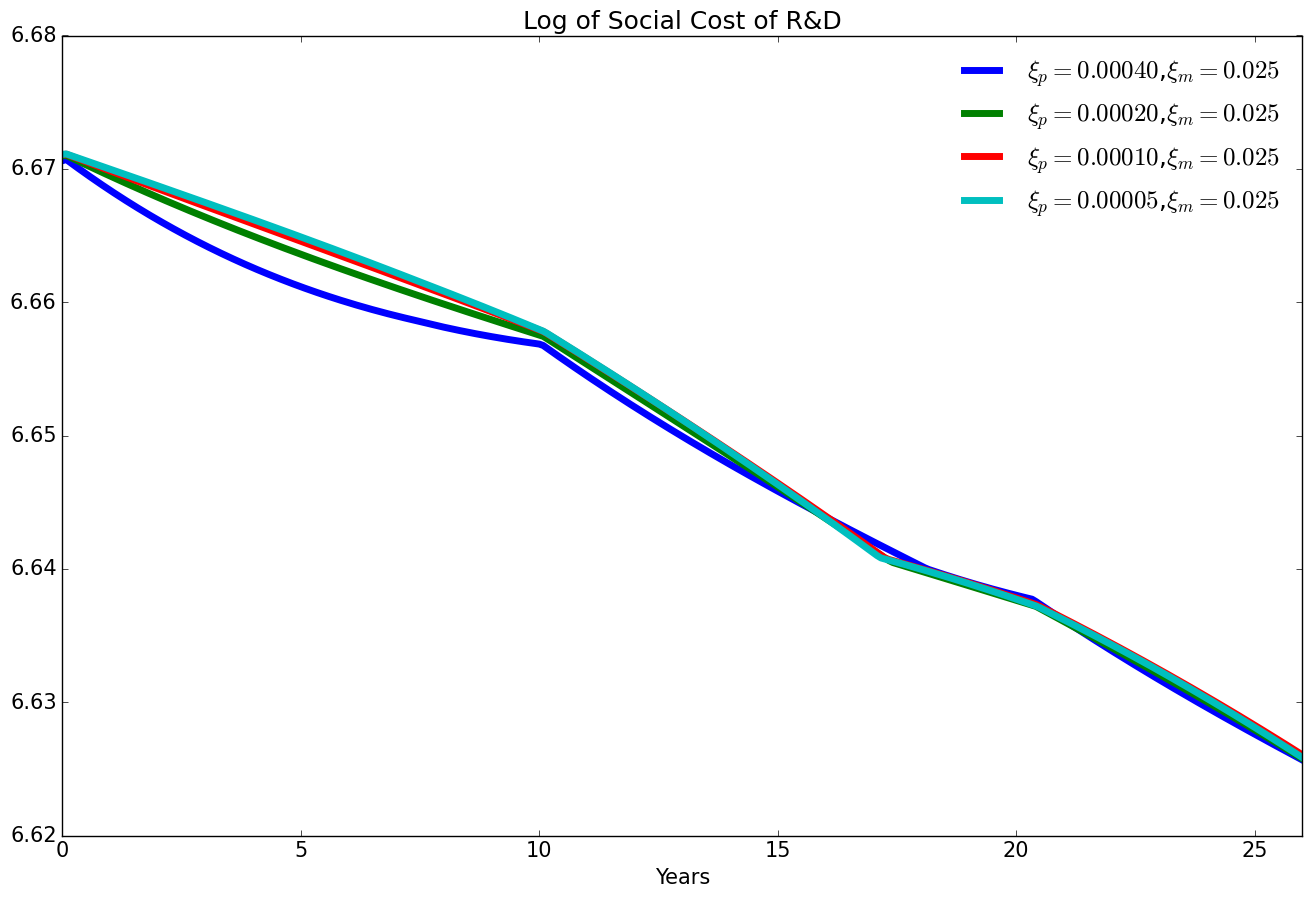 Log of Social Cost of R&D
6.68
6.67
6.66
6.65
6.64
6.63
6.62
ξp = 0.00040,ξm = 0.025
ξp = 0.00020,ξm = 0.025
ξp = 0.00010,ξm = 0.025
ξp = 0.00005,ξm = 0.025
0 5 10 15 20 25
Years